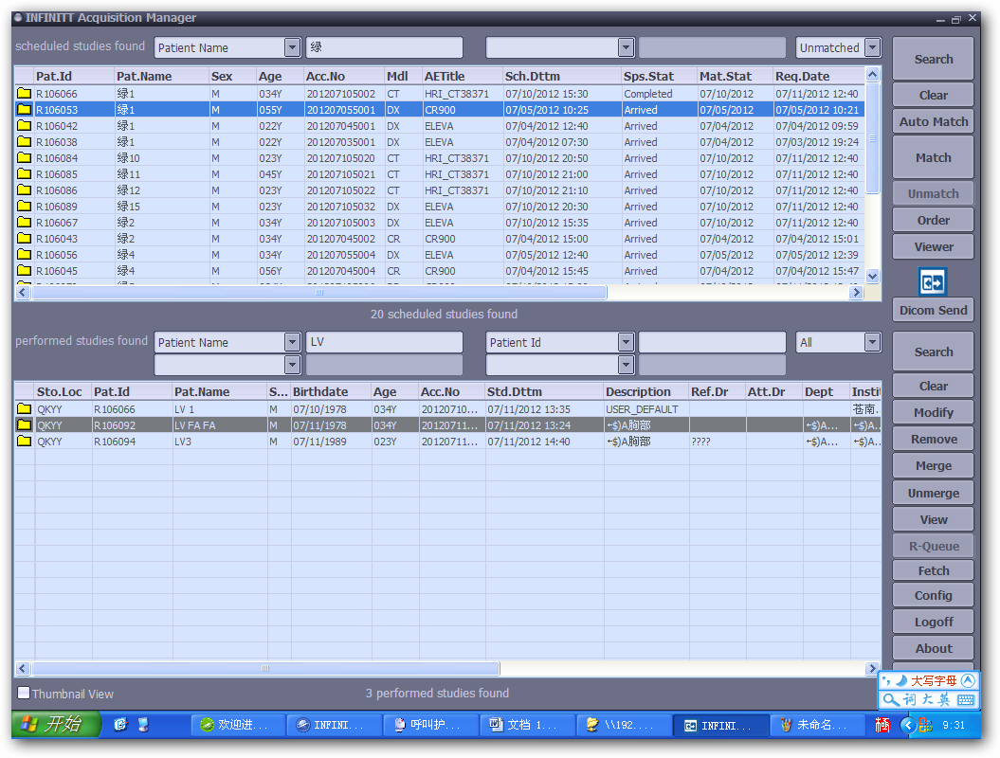 INFINITT Acquisition Manager
scheduled studies found Patient Name 绿 Unmatched Search
Pat.Id Pat.Name Sex Age Acc.No Mdl AETitle Sch.Dttm Sps.Stat Mat.Stat Req.Date
R106066 绿1 M 034Y 201207105002 CT HRI_CT38371 07/10/2012 15:30 Completed 07/10/2012 07/11/2012 12:40
Clear
R106053 绿1 M 055Y 201207055001 DX CR900 07/05/2012 10:25 Arrived 07/05/2012 07/05/2012 10:21
R106042 绿1 M 022Y 201207045001 DX ELEVA 07/04/2012 12:40 Arrived 07/04/2012 07/04/2012 09:59
Auto Match
R106038 绿1 M 022Y 201207035001 DX ELEVA 07/04/2012 07:30 Arrived 07/04/2012 07/03/2012 19:24
R106084 绿10 M 023Y 201207105020 CT HRI_CT38371 07/10/2012 20:50 Arrived 07/10/2012 07/11/2012 12:40
Match
R106085 绿11 M 045Y 201207105021 CT HRI_CT38371 07/10/2012 21:00 Arrived 07/10/2012 07/11/2012 12:40
R106086 绿12 M 023Y 201207105022 CT HRI_CT38371 07/10/2012 21:10 Arrived 07/10/2012 07/11/2012 12:40
Unmatch
R106089 绿15 M 023Y 201207105032 DX ELEVA 07/10/2012 20:30 Arrived 07/10/2012 07/11/2012 12:40
R106067 绿2 M 034Y 201207105003 DX ELEVA 07/10/2012 15:35 Arrived 07/10/2012 07/11/2012 12:40
Order
R106043 绿2 M 034Y 201207045002 CR CR900 07/04/2012 15:00 Arrived 07/04/2012 07/04/2012 15:01
Viewer
R106056 绿4 M 034Y 201207055004 DX ELEVA 07/05/2012 12:40 Arrived 07/05/2012 07/05/2012 12:39
R106045 绿4 M 056Y 201207045004 CR CR900 07/04/2012 15:45 Arrived 07/04/2012 07/04/2012 15:47
20 scheduled studies found
Dicom Send
performed studies found Patient Name LV Patient Id All Search
Sto.Loc Pat.Id Pat.Name S... Birthdate Age Acc.No Std.Dttm Description Ref.Dr Att.Dr Dept Instit
Clear
QKYY R106066 LV 1 M 07/10/1978 034Y 20120710... 07/11/2012 13:35 USER_DEFAULT 苍南.
Modify
QKYY R106092 LV FA FA M 07/11/1978 034Y 20120711... 07/11/2012 13:24 ←$)A胸部 ←$)A... ←$)A..
QKYY R106094 LV3 M 07/11/1989 023Y 20120711... 07/11/2012 14:40 ←$)A胸部 ???? ←$)A... ←$)A..
Remove
Merge
Unmerge
View
R-Queue
Fetch
Config
Logoff
About
大写字母
Thumbnail View 3 performed studies found
词 大 英
开始 欢迎进... INFINI... 呼叫护... 文档 1... \\192.... INFINI... 未命名... 9:31